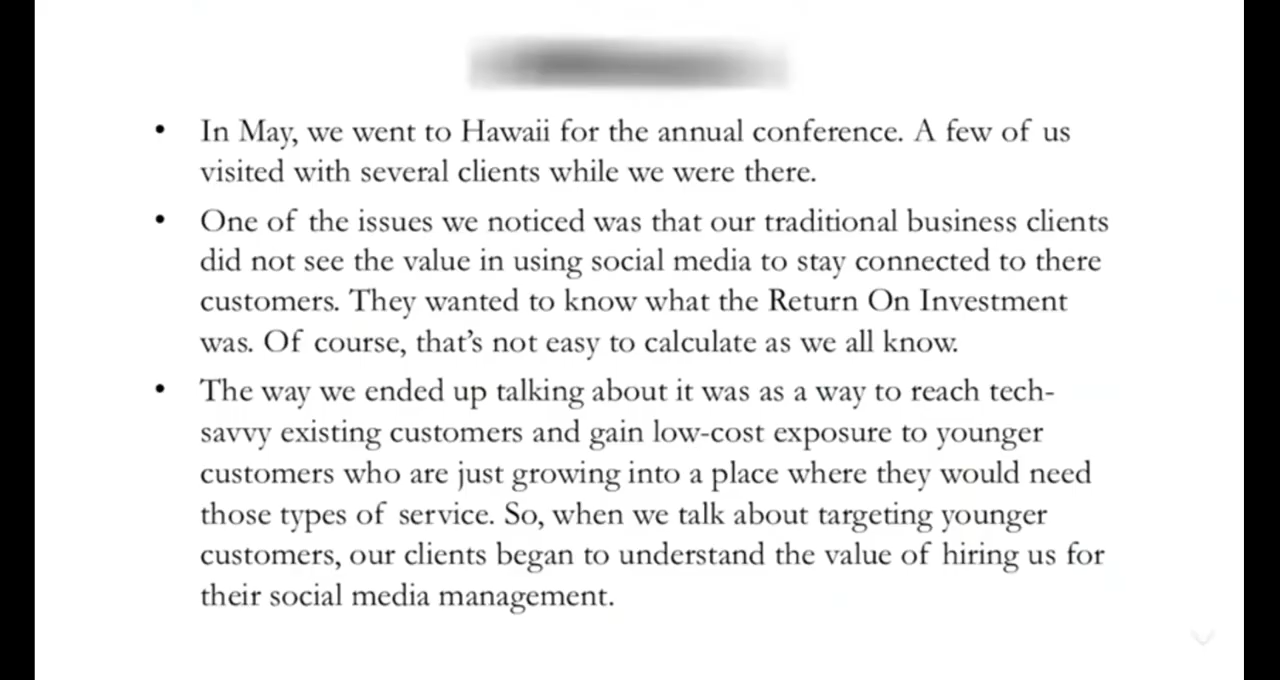 • In May, we went to Hawaii for the annual conference. A few of us
visited with several clients while we were there.
• One of the issues we noticed was that our traditional business clients
did not see the value in using social media to stay connected to there
customers. They wanted to know what the Return On Investment
was. Of course, that’s not easy to calculate as we all know.
• The way we ended up talking about it was as a way to reach tech-
savvy existing customers and gain low-cost exposure to younger
customers who are just growing into a place where they would need
those types of service. So, when we talk about targeting younger
customers, our clients began to understand the value of hiring us for
their social media management.